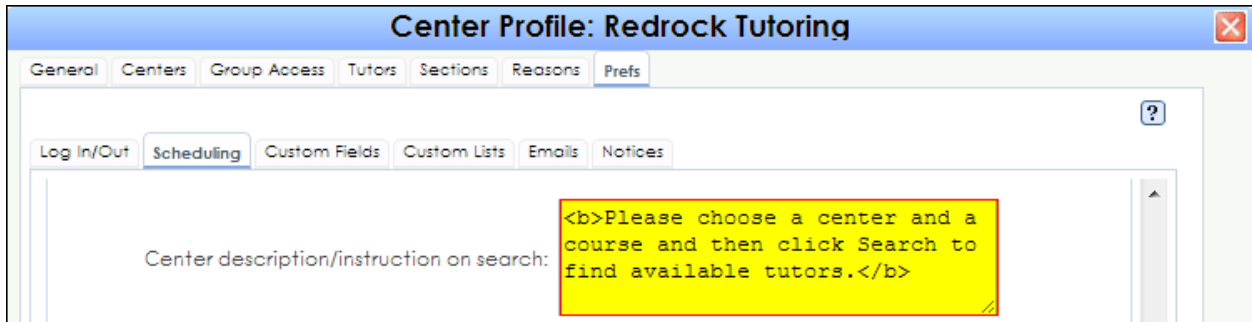 Center Profile: Redrock Tutoring
General Centers Group Access Tutors Sections Reasons Prefs
?
Log In/Out Scheduling Custom Fields Custom Lists Emails Notices
Center description/instruction on search:
<b>Please choose a center and a
course and then click Search to
find available tutors.</b>